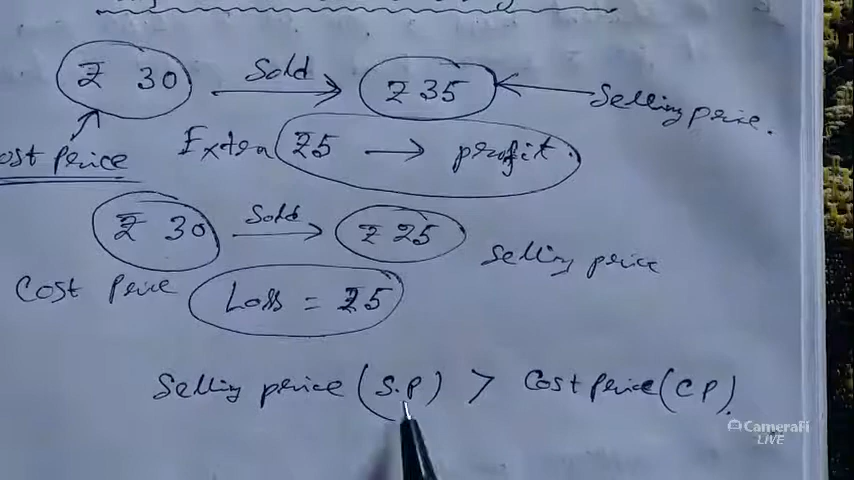 ₹ 30 Sold ₹ 35 Selling price.
Cost price Extra ₹5 → profit.
₹ 30 Sold ₹ 25 Selling price
Cost Price Loss = ₹5
Selling price (S.P) > Cost Price (CP).
CameraFi
LIVE